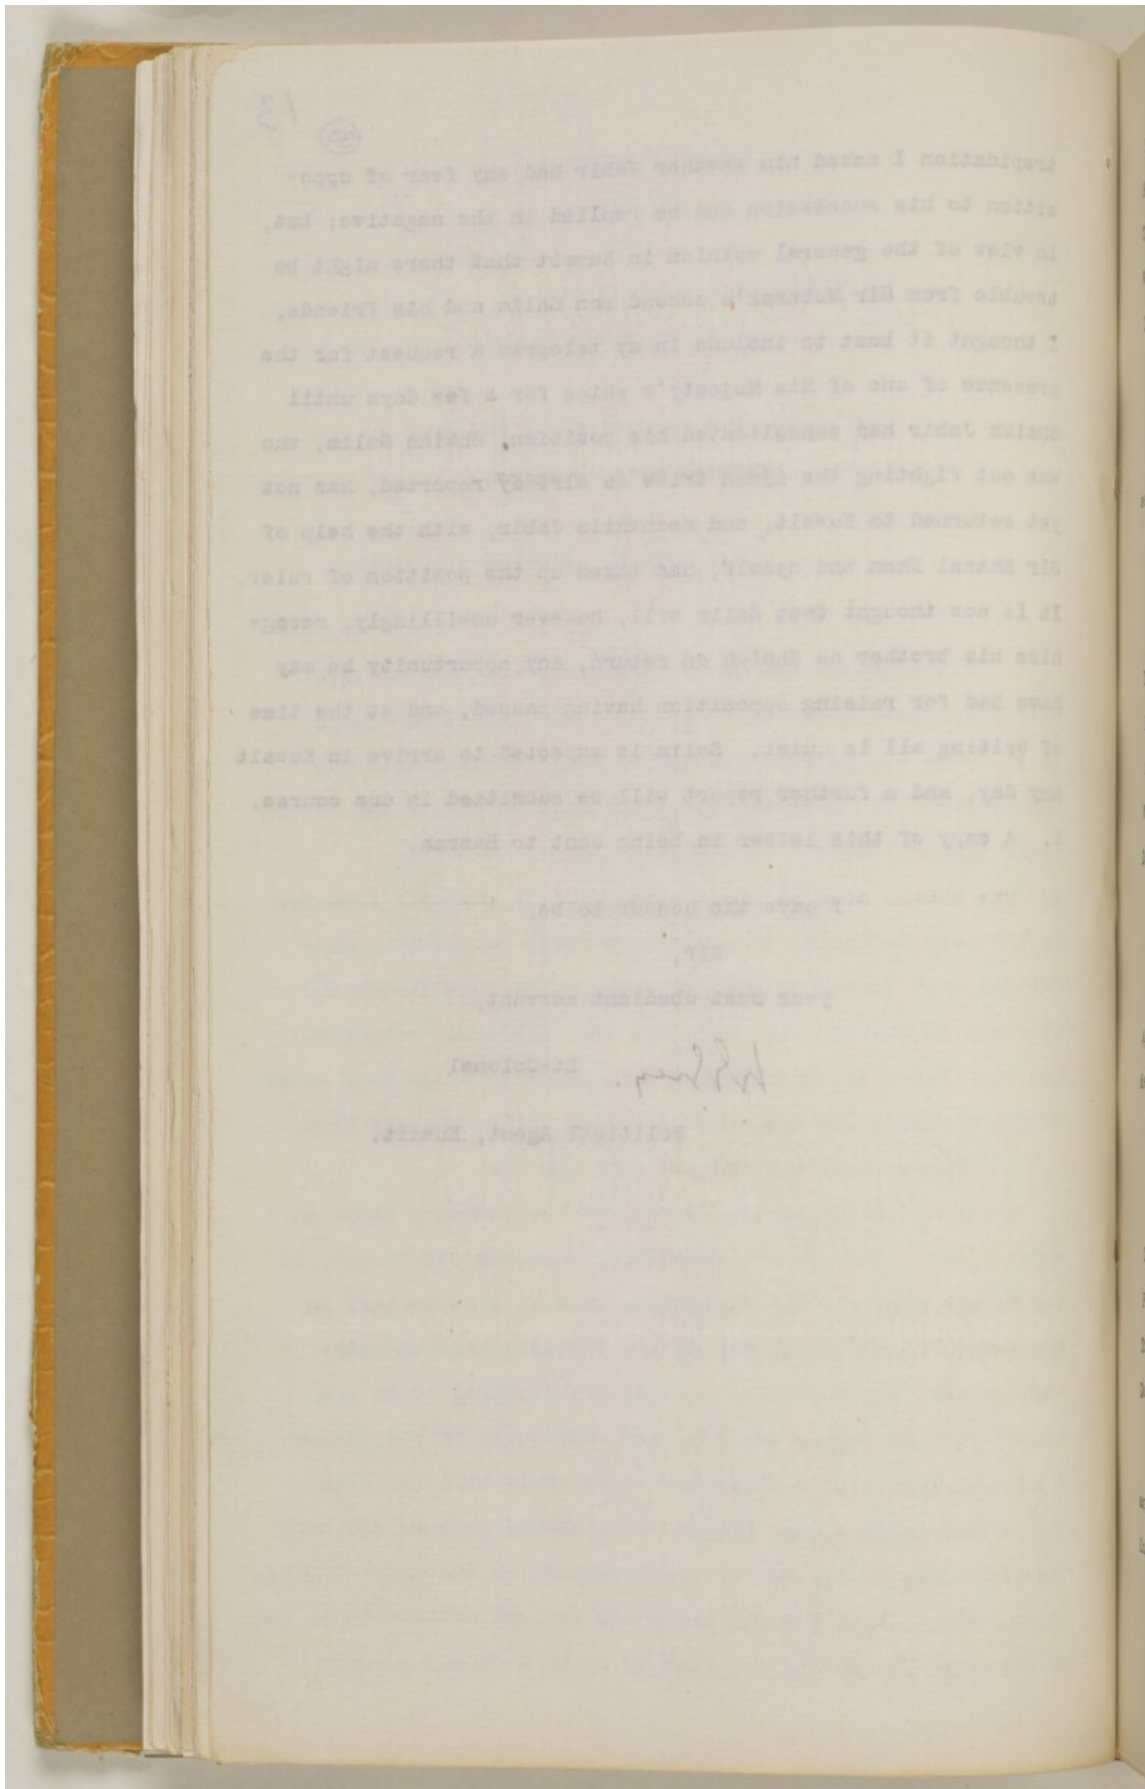 13
trepidation I asked him whether Jabir had any fear of oppo-
sition to his succession and he replied in the negative; but,
in view of the general opinion in Kuwait that there might be
trouble from Sir Mubarak's second son Salim and his friends,
I thought it best to include in my telegram a request for the
presence of one of His Majesty's ships for a few days until
Shaikh Jabir had consolidated his position. Shaikh Salim, who
was out fighting the Ajman tribe as already reported, has not
yet returned to Kuwait, and meanwhile Jabir, with the help of
Sir Khazal Khan and myself, has taken up the position of ruler.
It is now thought that Salim will, however unwillingly, recog-
nise his brother as Shaikh on return, any opportunity he may
have had for raising opposition having passed, and at the time
of writing all is quiet. Salim is expected to arrive in Kuwait
any day, and a further report will be submitted in due course.
A copy of this letter is being sent to Basrah.
I have the honour to be,
Sir,
your most obedient servant,
Ltcolonel
Political Agent, Kuwait.